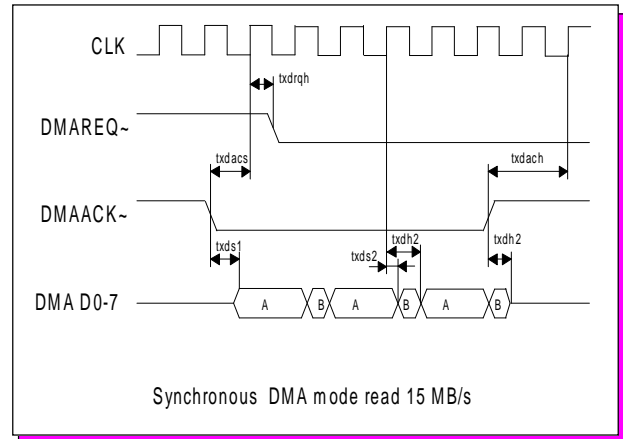 CLK
txdrqh
DMAREQ~
txdacs
txdach
DMAACK~
txds1
txds2
txdh2
txdh2
DMA D0-7
A
B
A
B
A
B
Synchronous DMA mode read 15 MB/s